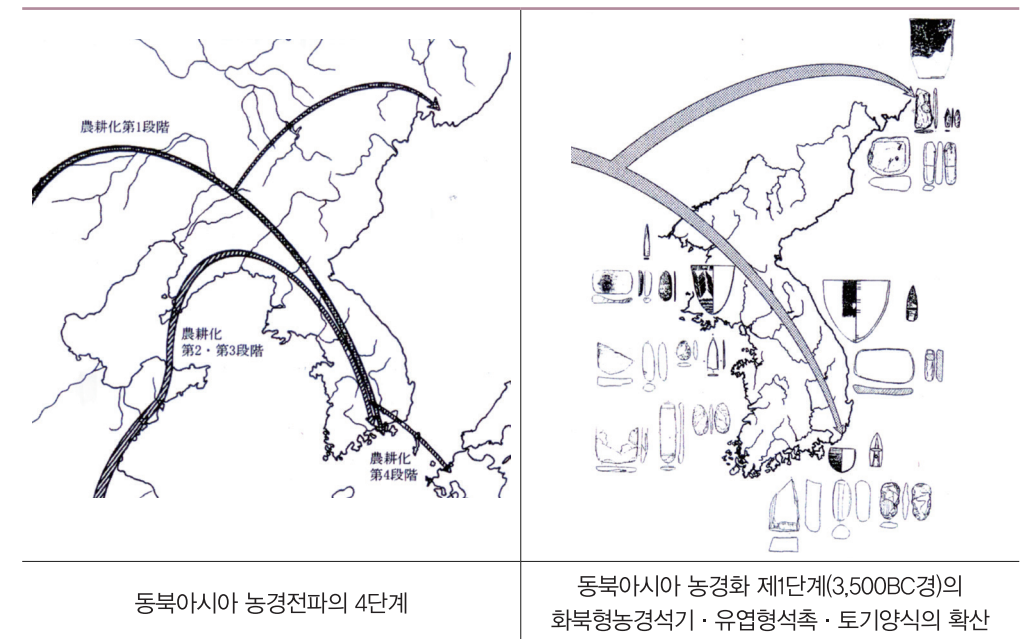 農耕化第1段階
農耕化
第2・第3段階
農耕化
第4段階
동북아시아 농경전파의 4단계
동북아시아 농경화 제1단계(3,500BC경)의
화북형농경석기・유엽형석촉・토기양식의 확산